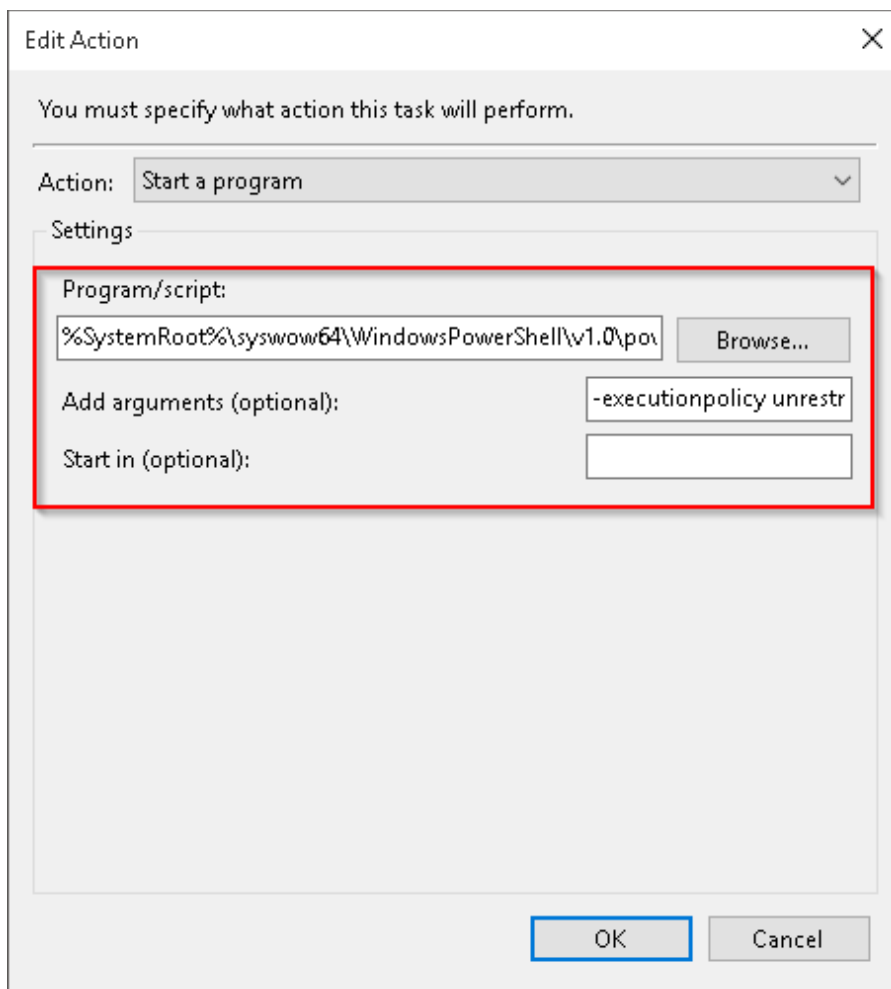 Edit Action
You must specify what action this task will perform.
Action: Start a program
Settings
Program/script:
%SystemRoot%\syswow64\WindowsPowerShell\v1.0\pov
Browse...
Add arguments (optional): -executionpolicy unrestr
Start in (optional):
OK Cancel